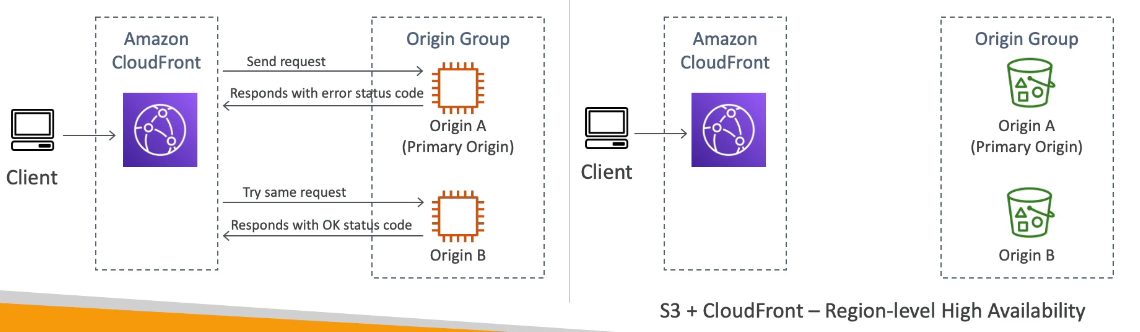 Amazon
CloudFront
Origin Group
Send request
Responds with error status code
Origin A
(Primary Origin)
Client
Try same request
Responds with OK status code
Origin B
Amazon
CloudFront
Origin Group
Origin A
(Primary Origin)
Client
Origin B
S3 + CloudFront – Region-level High Availability